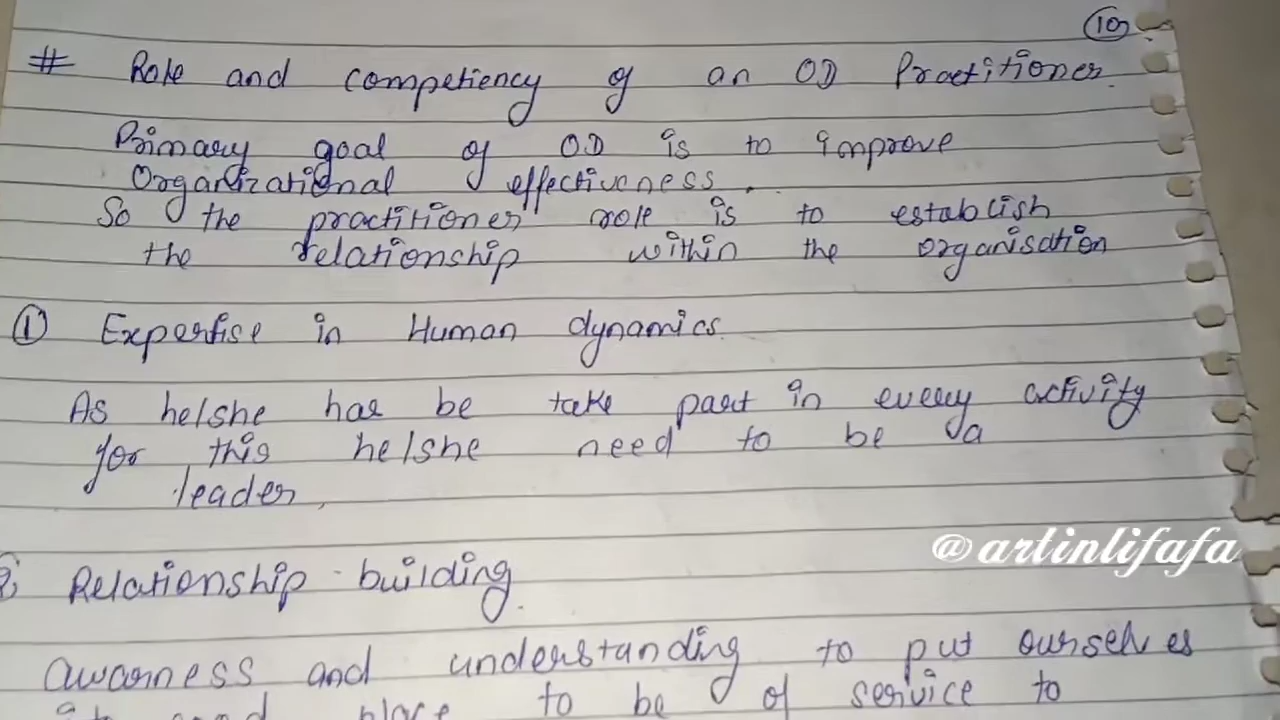 10
# Role and competiency of an OD Practitioner.
Primary goal of OD is to improve
Organizational effectiveness.
So the practitioner role is to establish
the relationship within the organisation
① Expertise in Human dynamics.
As he/she has be take part in every activity
for this he/she need to be a
leader,
@artinlifafa
Relationship-building.
awarness and understanding to put ourselves
place to be of service to